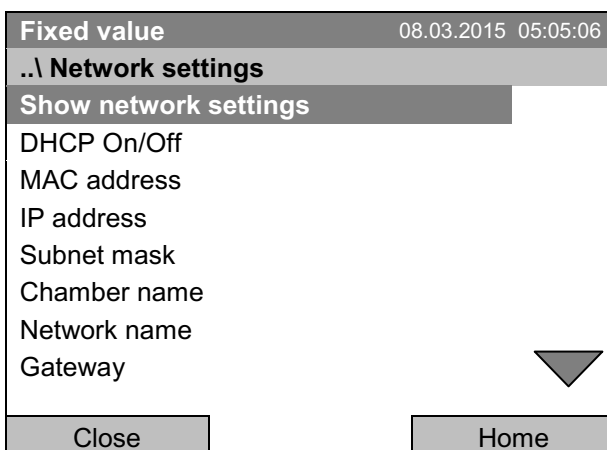 Fixed value 08.03.2015 05:05:06
..\ Network settings
Show network settings
DHCP On/Off
MAC address
IP address
Subnet mask
Chamber name
Network name
Gateway
Close Home